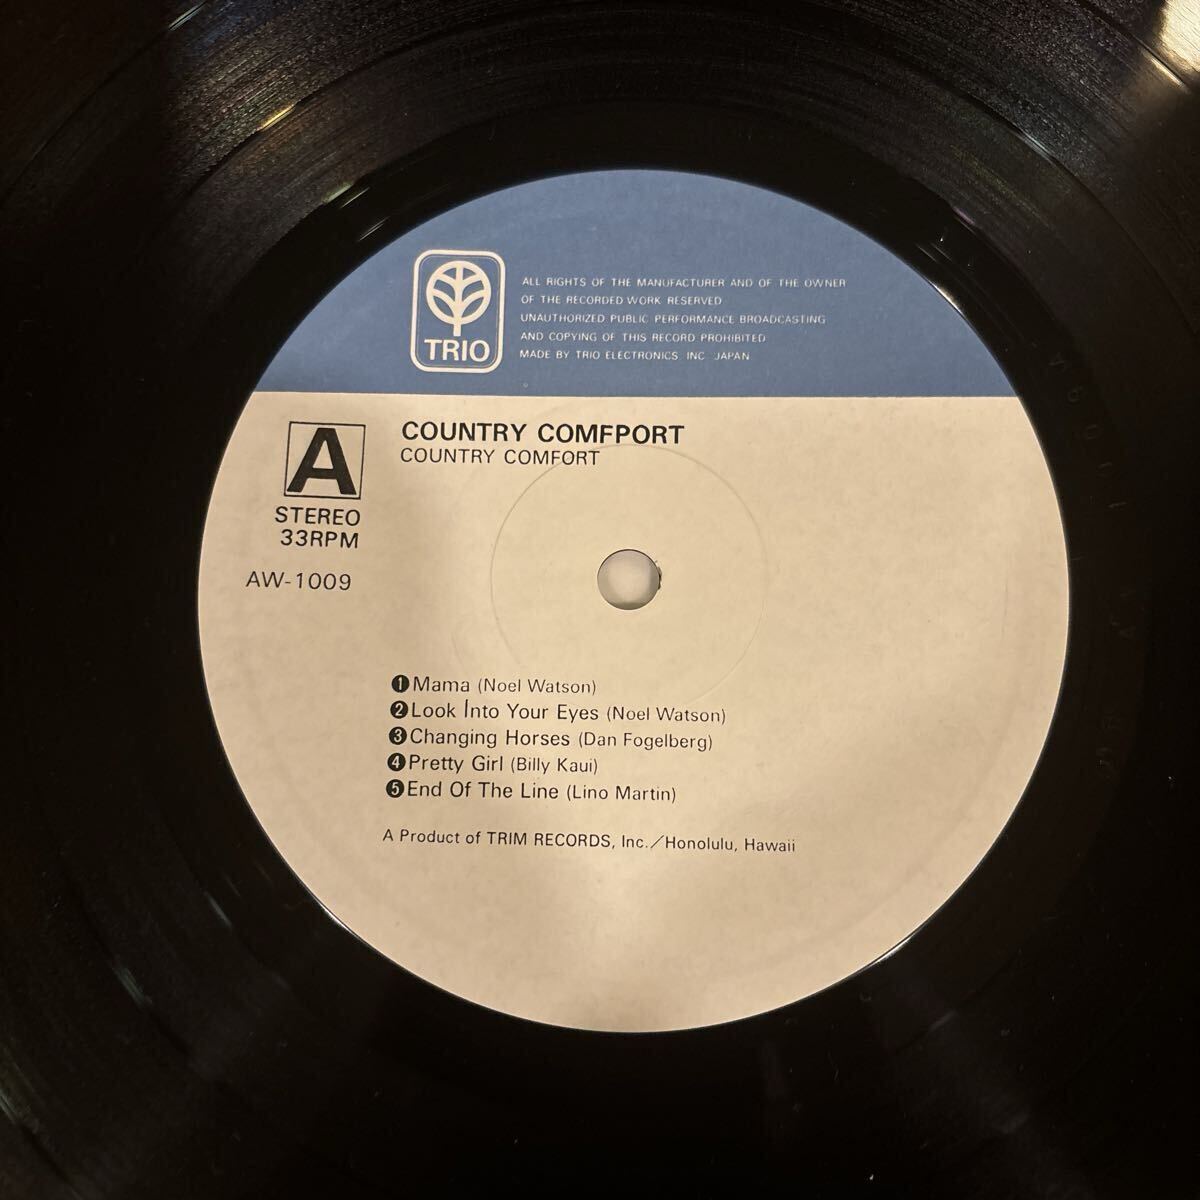 TRIO
ALL RIGHTS OF THE MANUFACTURER AND OF THE OWNER
OF THE RECORDED WORK RESERVED
UNAUTHORIZED PUBLIC PERFORMANCE BROADCASTING
AND COPYING OF THIS RECORD PROHIBITED
MADE BY TRIO ELECTRONICS, INC. JAPAN
A
STEREO
33RPM
AW-1009
COUNTRY COMFPORT
COUNTRY COMFORT
❶Mama (Noel Watson)
❷Look Into Your Eyes (Noel Watson)
❸Changing Horses (Dan Fogelberg)
❹Pretty Girl (Billy Kaui)
❺End Of The Line (Lino Martin)
A Product of TRIM RECORDS, Inc.／Honolulu, Hawaii